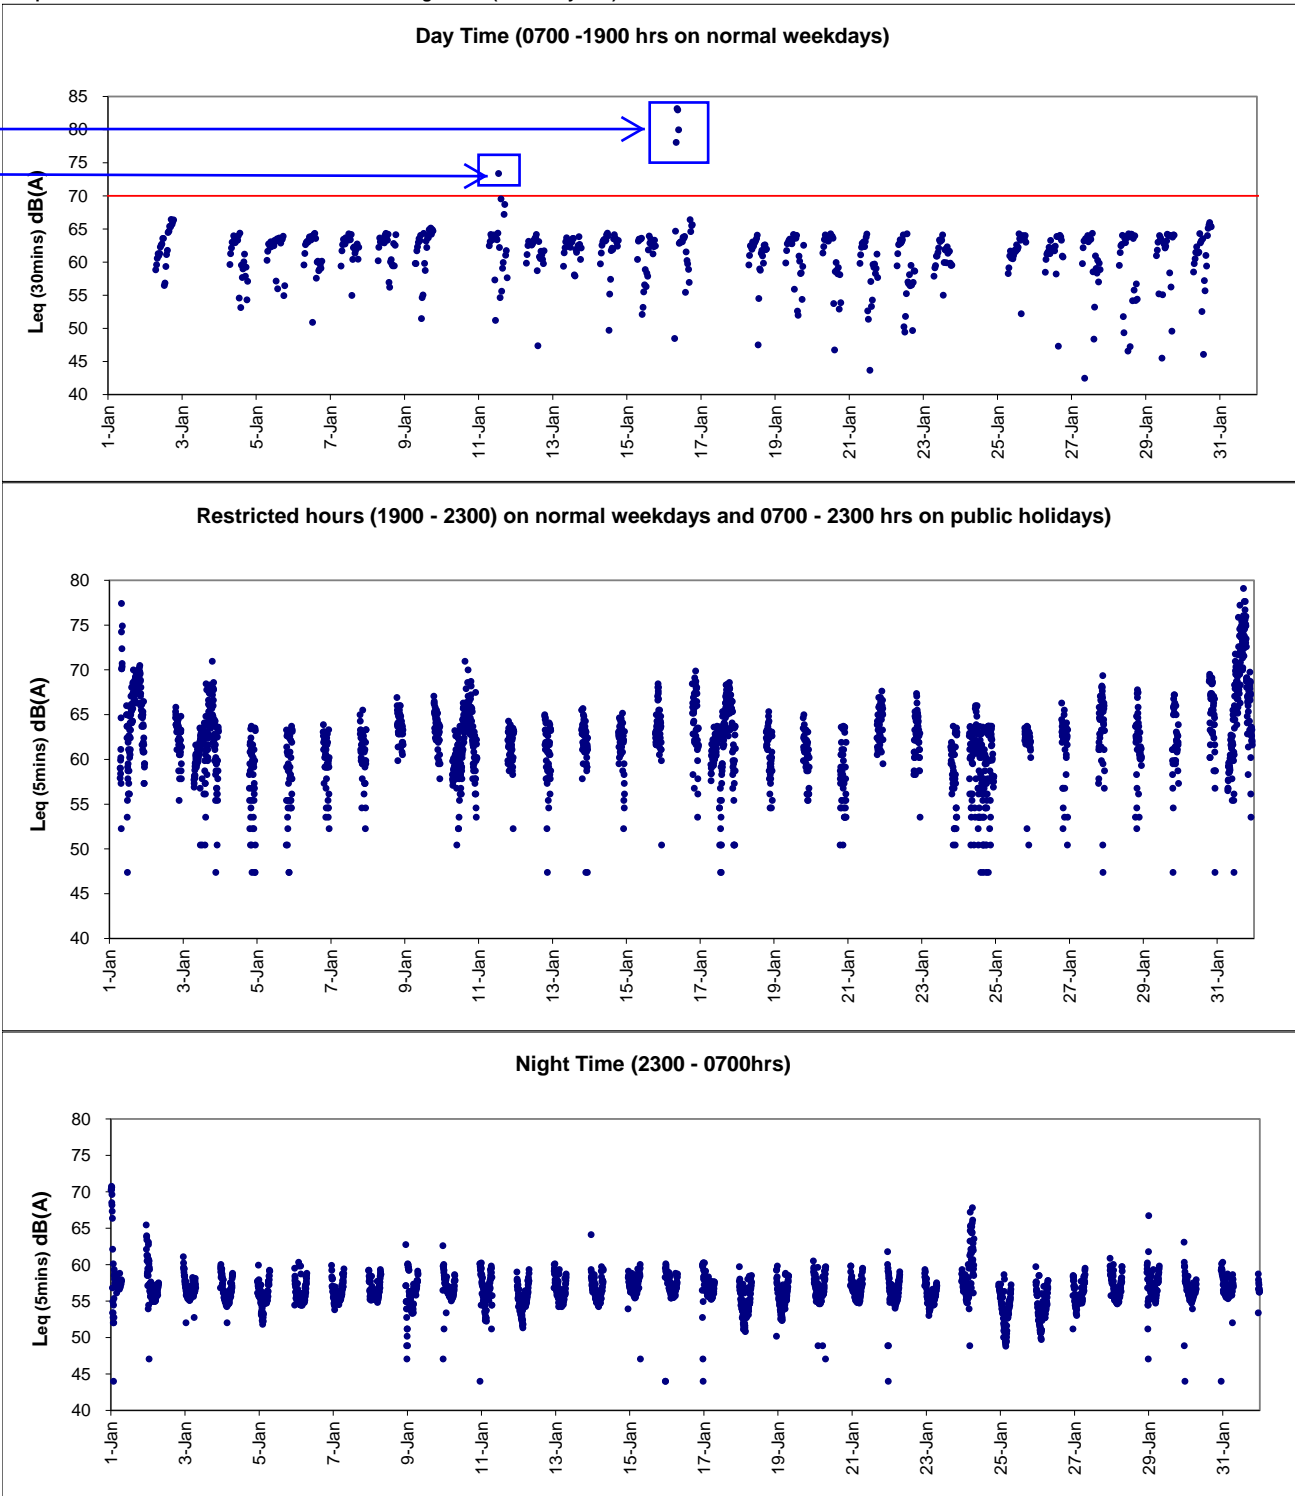 Day Time (0700 -1900 hrs on normal weekdays)
Leq (30mins) dB(A)
85
80
75
70
65
60
55
50
45
40
1-Jan
3-Jan
5-Jan
7-Jan
9-Jan
11-Jan
13-Jan
15-Jan
17-Jan
19-Jan
21-Jan
23-Jan
25-Jan
27-Jan
29-Jan
31-Jan
Restricted hours (1900 - 2300) on normal weekdays and 0700 - 2300 hrs on public holidays)
Leq (5mins) dB(A)
80
75
70
65
60
55
50
45
40
1-Jan
3-Jan
5-Jan
7-Jan
9-Jan
11-Jan
13-Jan
15-Jan
17-Jan
19-Jan
21-Jan
23-Jan
25-Jan
27-Jan
29-Jan
31-Jan
Night Time (2300 - 0700hrs)
Leq (5mins) dB(A)
80
75
70
65
60
55
50
45
40
1-Jan
3-Jan
5-Jan
7-Jan
9-Jan
11-Jan
13-Jan
15-Jan
17-Jan
19-Jan
21-Jan
23-Jan
25-Jan
27-Jan
29-Jan
31-Jan